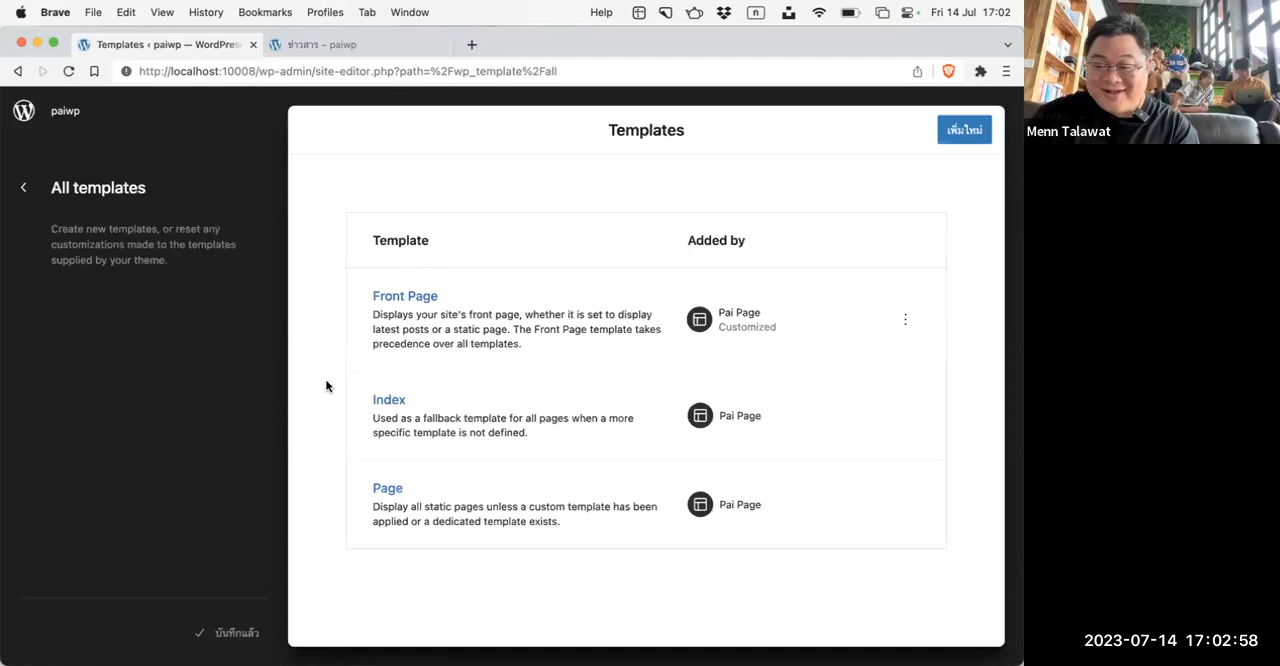 Brave File Edit View History Bookmarks Profiles Tab Window Help Fri 14 Jul 17:02
Templates ‹ paiwp — WordPres
ข่าวสาร – paiwp
http://localhost:10008/wp-admin/site-editor.php?path=%2Fwp_template%2Fall
paiwp
All templates
Create new templates, or reset any
customizations made to the templates
supplied by your theme.
บันทึกแล้ว
Templates
เพิ่มใหม่
Template Added by
Front Page
Displays your site's front page, whether it is set to display
latest posts or a static page. The Front Page template takes
precedence over all templates.
Pai Page
Customized
Index
Used as a fallback template for all pages when a more
specific template is not defined.
Pai Page
Page
Display all static pages unless a custom template has been
applied or a dedicated template exists.
Pai Page
Menn Talawat
2023-07-14 17:02:58